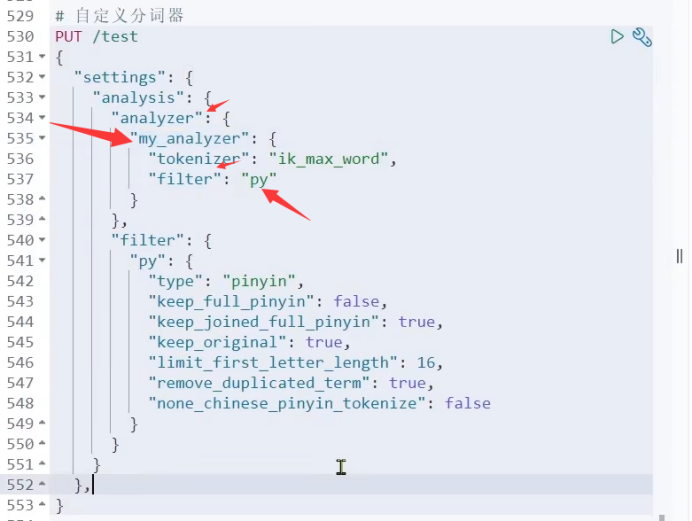 529 # 自定义分词器
530 PUT /test
531 {
532 "settings": {
533 "analysis": {
534 "analyzer": {
535 "my_analyzer": {
536 "tokenizer": "ik_max_word",
537 "filter": "py"
538 }
539 },
540 "filter": {
541 "py": {
542 "type": "pinyin",
543 "keep_full_pinyin": false,
544 "keep_joined_full_pinyin": true,
545 "keep_original": true,
546 "limit_first_letter_length": 16,
547 "remove_duplicated_term": true,
548 "none_chinese_pinyin_tokenize": false
549 }
550 }
551 }
552 },
553 }